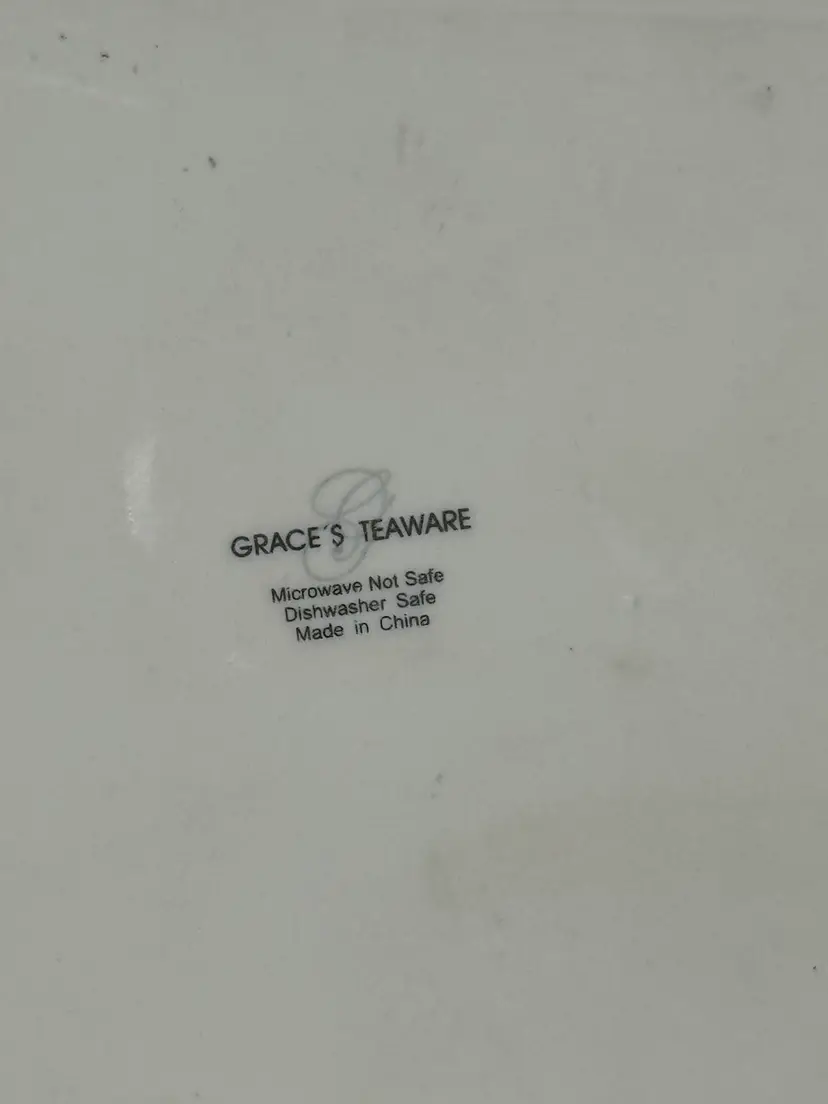 G
GRACE´S TEAWARE
Microwave Not Safe
Dishwasher Safe
Made in China